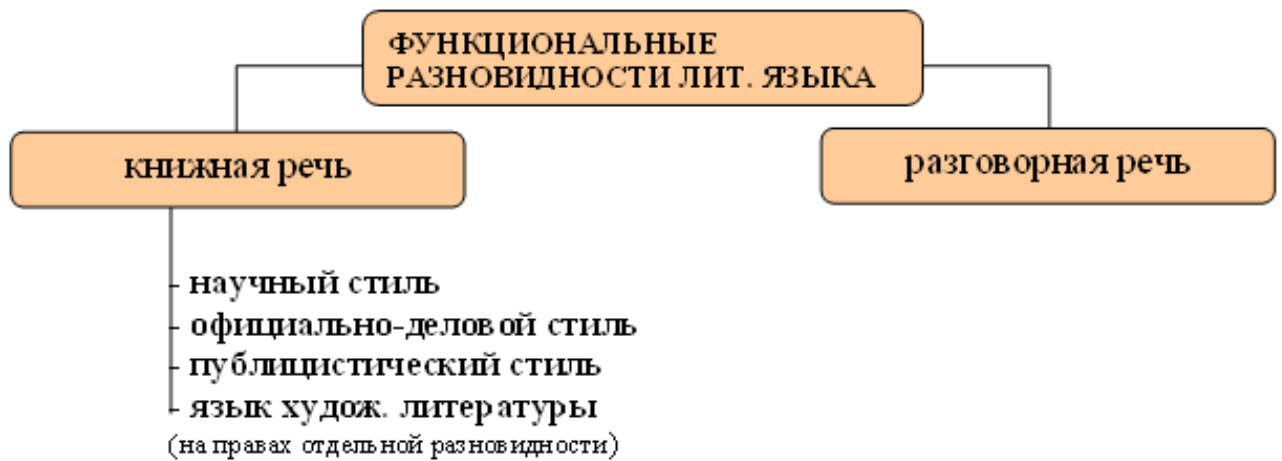 ФУНКЦИОНАЛЬНЫЕ
РАЗНОВИДНОСТИ ЛИТ. ЯЗЫКА
книжная речь
разговорная речь
- научный стиль
- официально-деловой стиль
- публицистический стиль
- язык худож. литературы
(на правах отдельной разновидности)